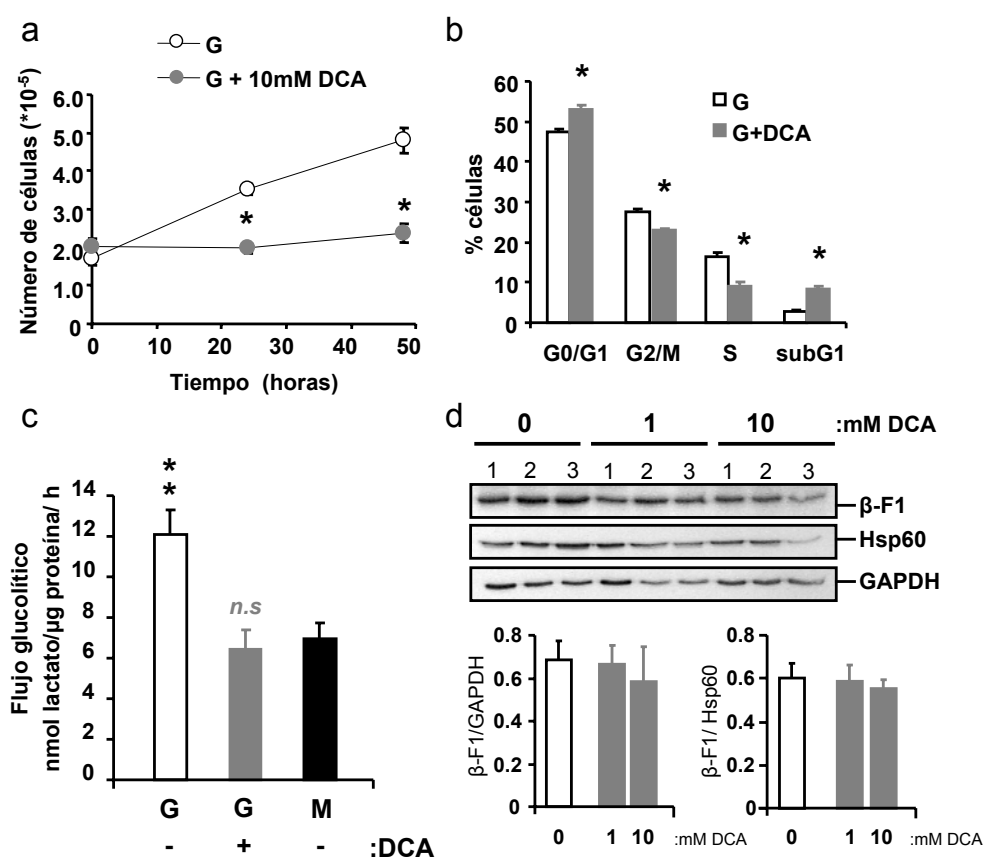 a
G
G + 10mM DCA
Número de células (*10⁻⁵)
6.0
5.0
4.0
3.0
2.0
1.0
0
*
*
0 10 20 30 40 50
Tiempo (horas)
b
G
G+DCA
% células
60
50
40
30
20
10
0
*
*
*
*
G0/G1 G2/M S subG1
c
Flujo glucolítico
nmol lactato/µg proteína/ h
14
12
10
8
6
4
2
0
*
*
n.s
G G M
- + - :DCA
d
0 1 10 :mM DCA
1 2 3 1 2 3 1 2 3
β-F1
Hsp60
GAPDH
β-F1/GAPDH
0.8
0.6
0.4
0.2
0
0 1 10 :mM DCA
β-F1/ Hsp60
0.8
0.6
0.4
0.2
0
0 1 10 :mM DCA